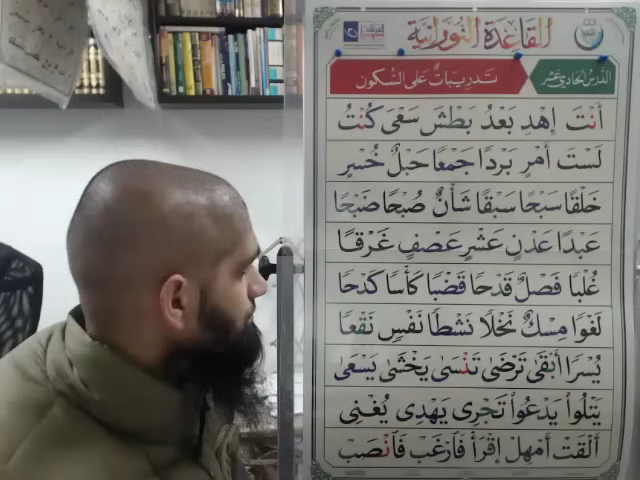 القاعدة النورانية
الدرس الحادي عشر
تدريبات على السكون
أَنْتَ إِهْدِ بَعْدُ بَطْشَ سَعْىَ كُنْتُ
لَسْتَ أَمْرٍ بَرْدًا جَمْعًا حَبْلٌ خُسْرٍ
خَلْقًا سَبْحًا سَبْقًا شَأْنٌ صُبْحًا ضَبْحًا
عَبْدًا عَدْنٍ عَشْرٍ عَصْفٍ غَرْقًا
غُلْبًا فَصْلٌ قَدْحًا قَضْبًا كَأْسًا كَدْحًا
لَغْوًا مِسْكٌ نَخْلًا نَشْطًا نَفْسٍ نَقْعًا
يُسْرًا أَبْقَىٰ تَرْضَىٰ تَنْسَىٰ يَخْشَىٰ يَسْعَىٰ
يَتْلُوا۟ يَدْعُوا۟ تَجْرِى يَهْدِى يُغْنِى
أَلْقَتْ أَمْهِلْ إِقْرَأْ فَارْغَبْ فَانْصَبْ